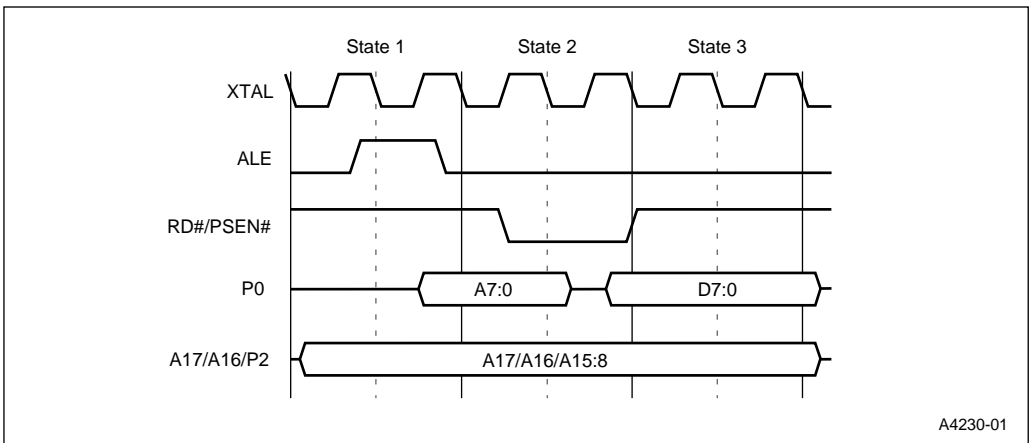 State 1 State 2 State 3
XTAL
ALE
RD#/PSEN#
P0 A7:0 D7:0
A17/A16/P2 A17/A16/A15:8
A4230-01